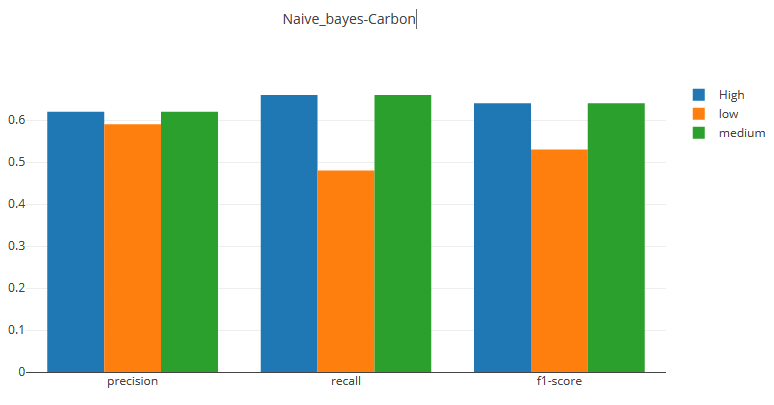 Naive_bayes-Carbon
High
low
medium
0.6
0.5
0.4
0.3
0.2
0.1
0
precision recall f1-score